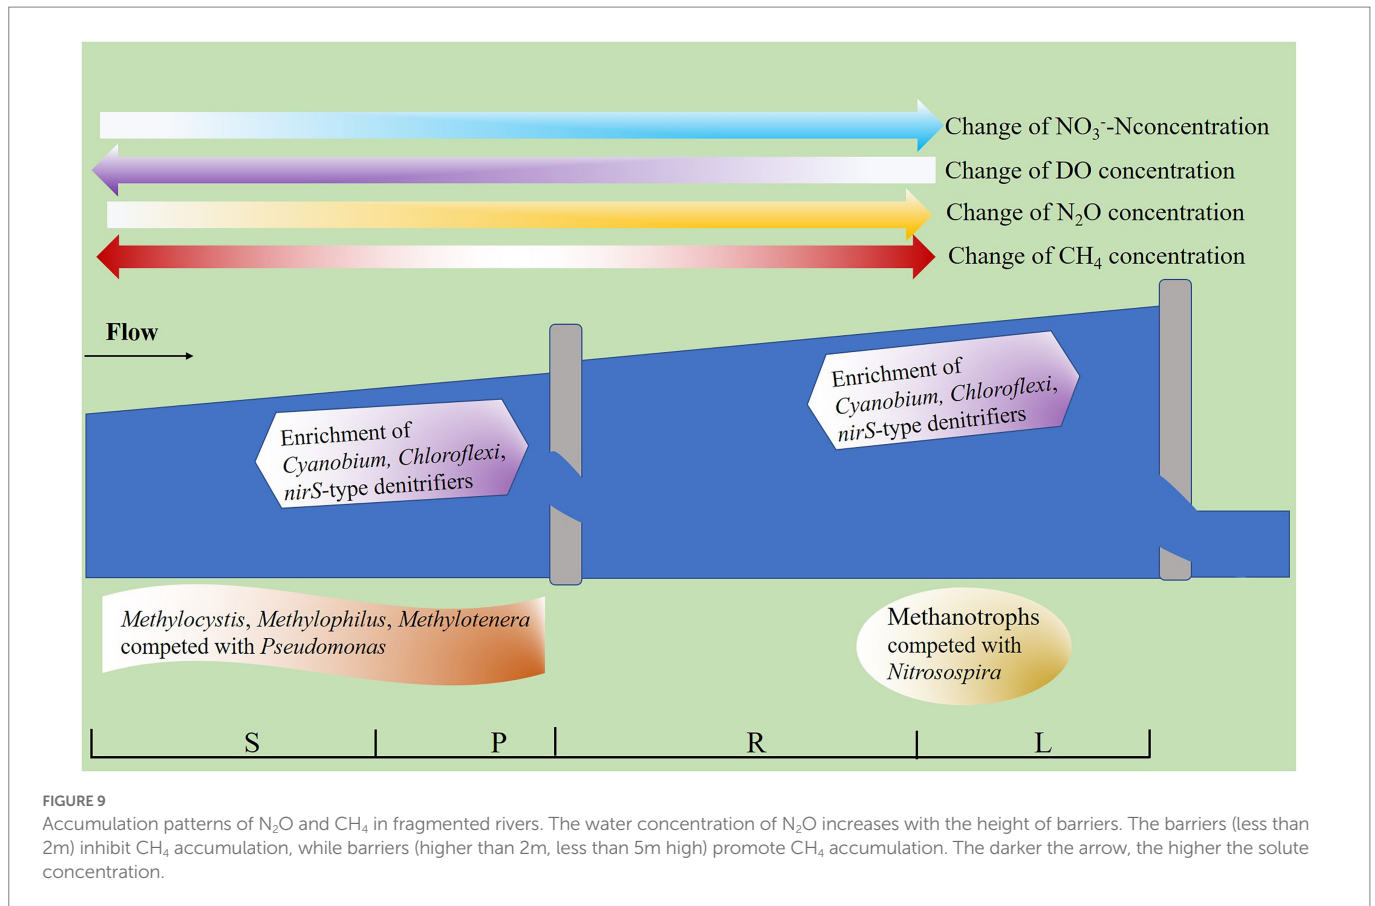 Change of NO₃⁻-Nconcentration
Change of DO concentration
Change of N₂O concentration
Change of CH₄ concentration
Flow
Enrichment of
Cyanobium, Chloroflexi,
nirS-type denitrifiers
Enrichment of
Cyanobium, Chloroflexi,
nirS-type denitrifiers
Methylocystis, Methylophilus, Methylotenera
competed with Pseudomonas
Methanotrophs
competed with
Nitrosospira
S P R L
FIGURE 9
Accumulation patterns of N₂O and CH₄ in fragmented rivers. The water concentration of N₂O increases with the height of barriers. The barriers (less than
2m) inhibit CH₄ accumulation, while barriers (higher than 2m, less than 5m high) promote CH₄ accumulation. The darker the arrow, the higher the solute
concentration.